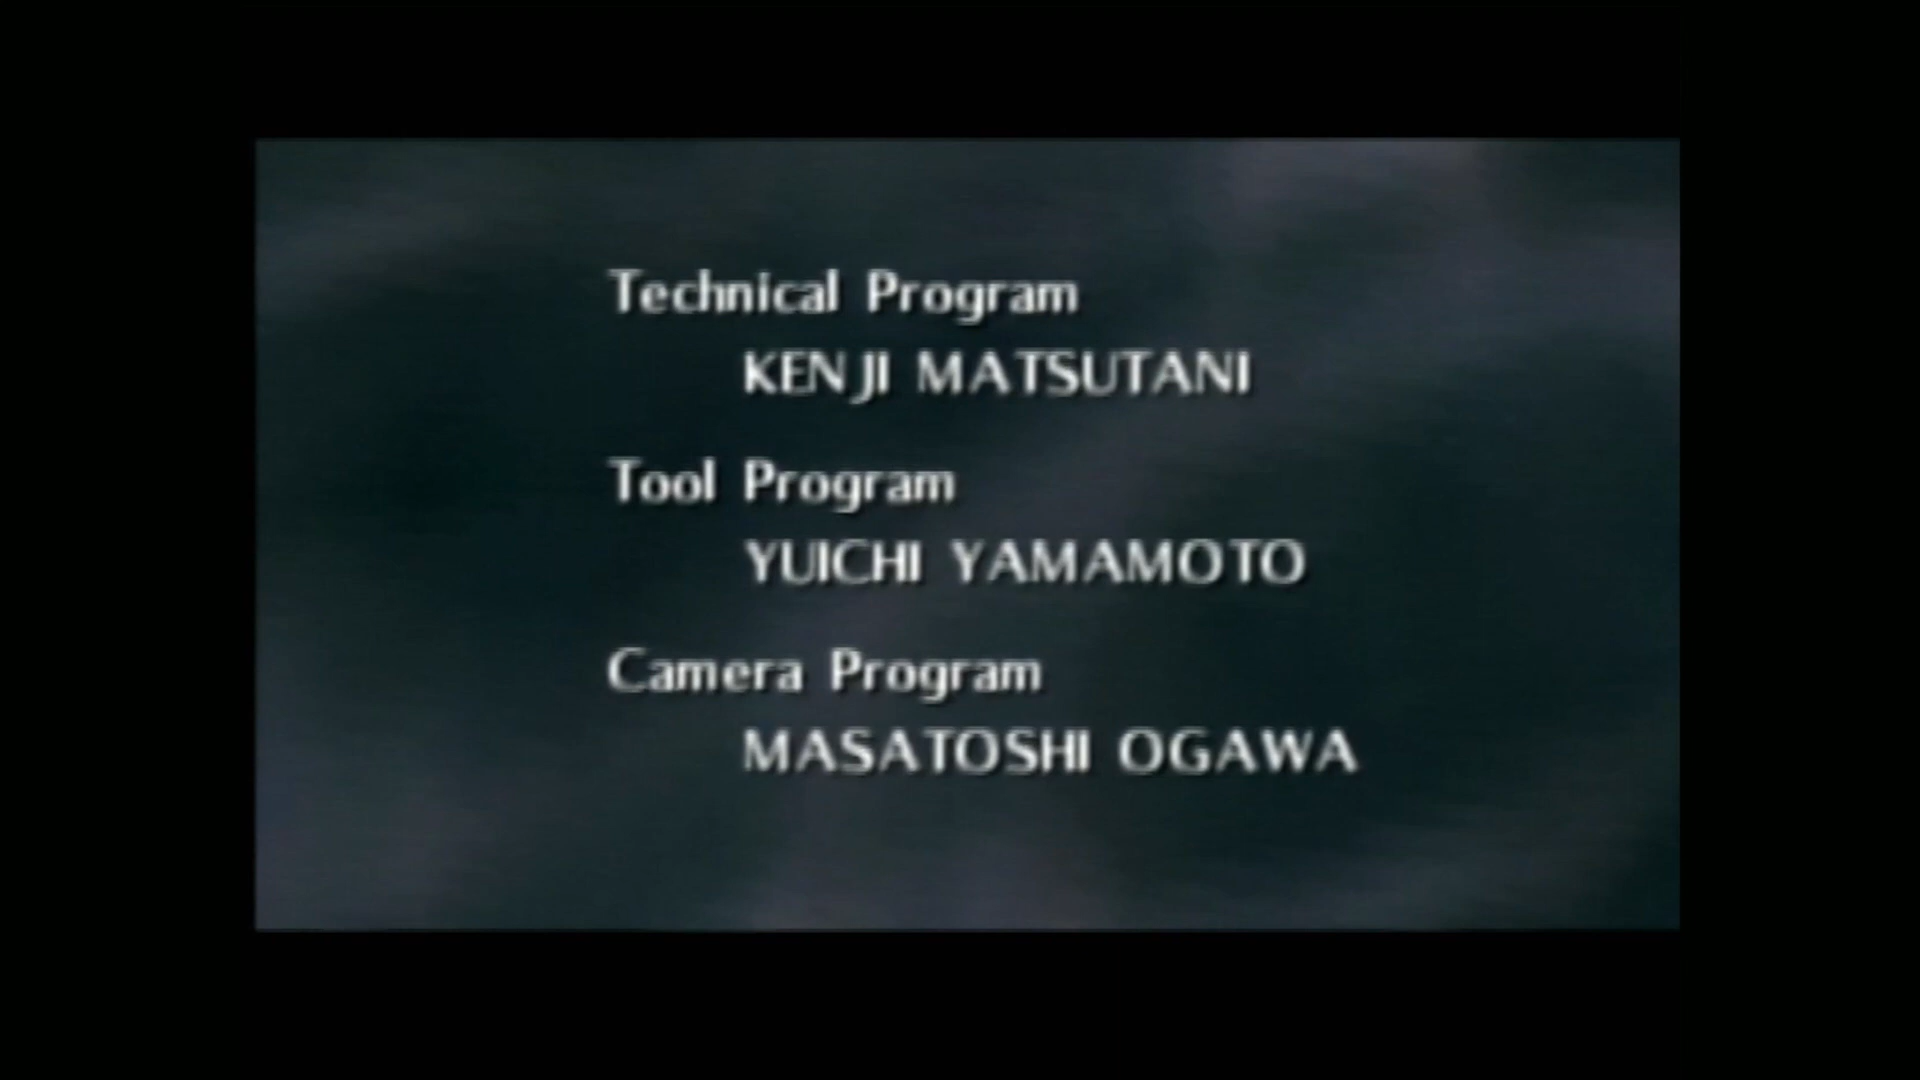 Technical Program
KENJI MATSUTANI
Tool Program
YUICHI YAMAMOTO
Camera Program
MASATOSHI OGAWA